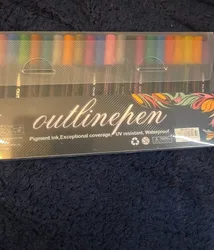 outlinepen
Pigment ink,Exceptional coverage, UV resistant, Waterproof